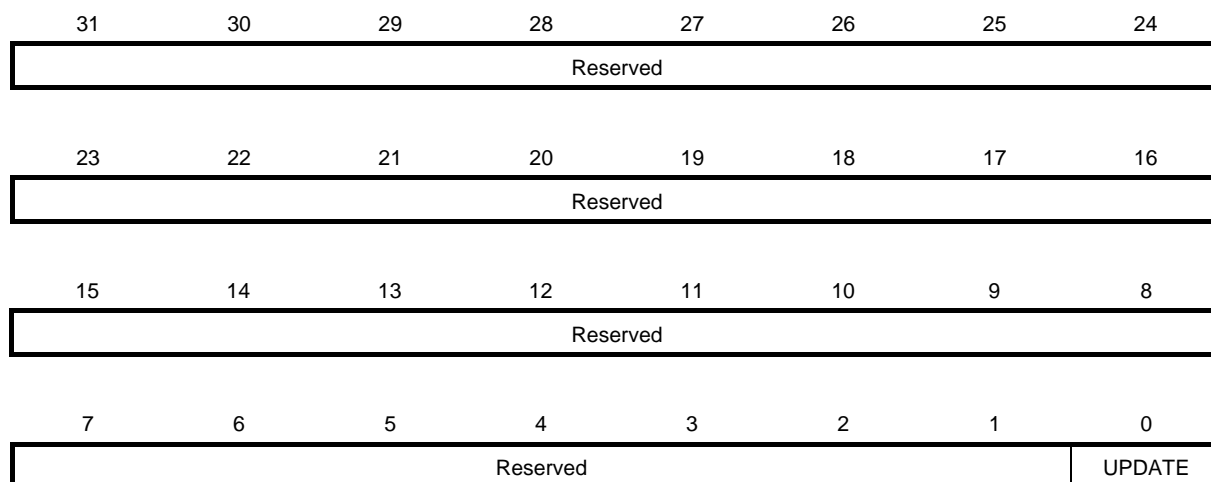 31 30 29 28 27 26 25 24
Reserved
23 22 21 20 19 18 17 16
Reserved
15 14 13 12 11 10 9 8
Reserved
7 6 5 4 3 2 1 0
Reserved UPDATE